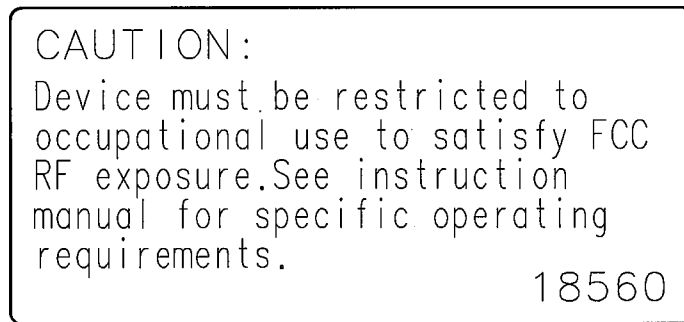 CAUTION:
Device must be restricted to
occupational use to satisfy FCC
RF exposure.See instruction
manual for specific operating
requirements.
18560